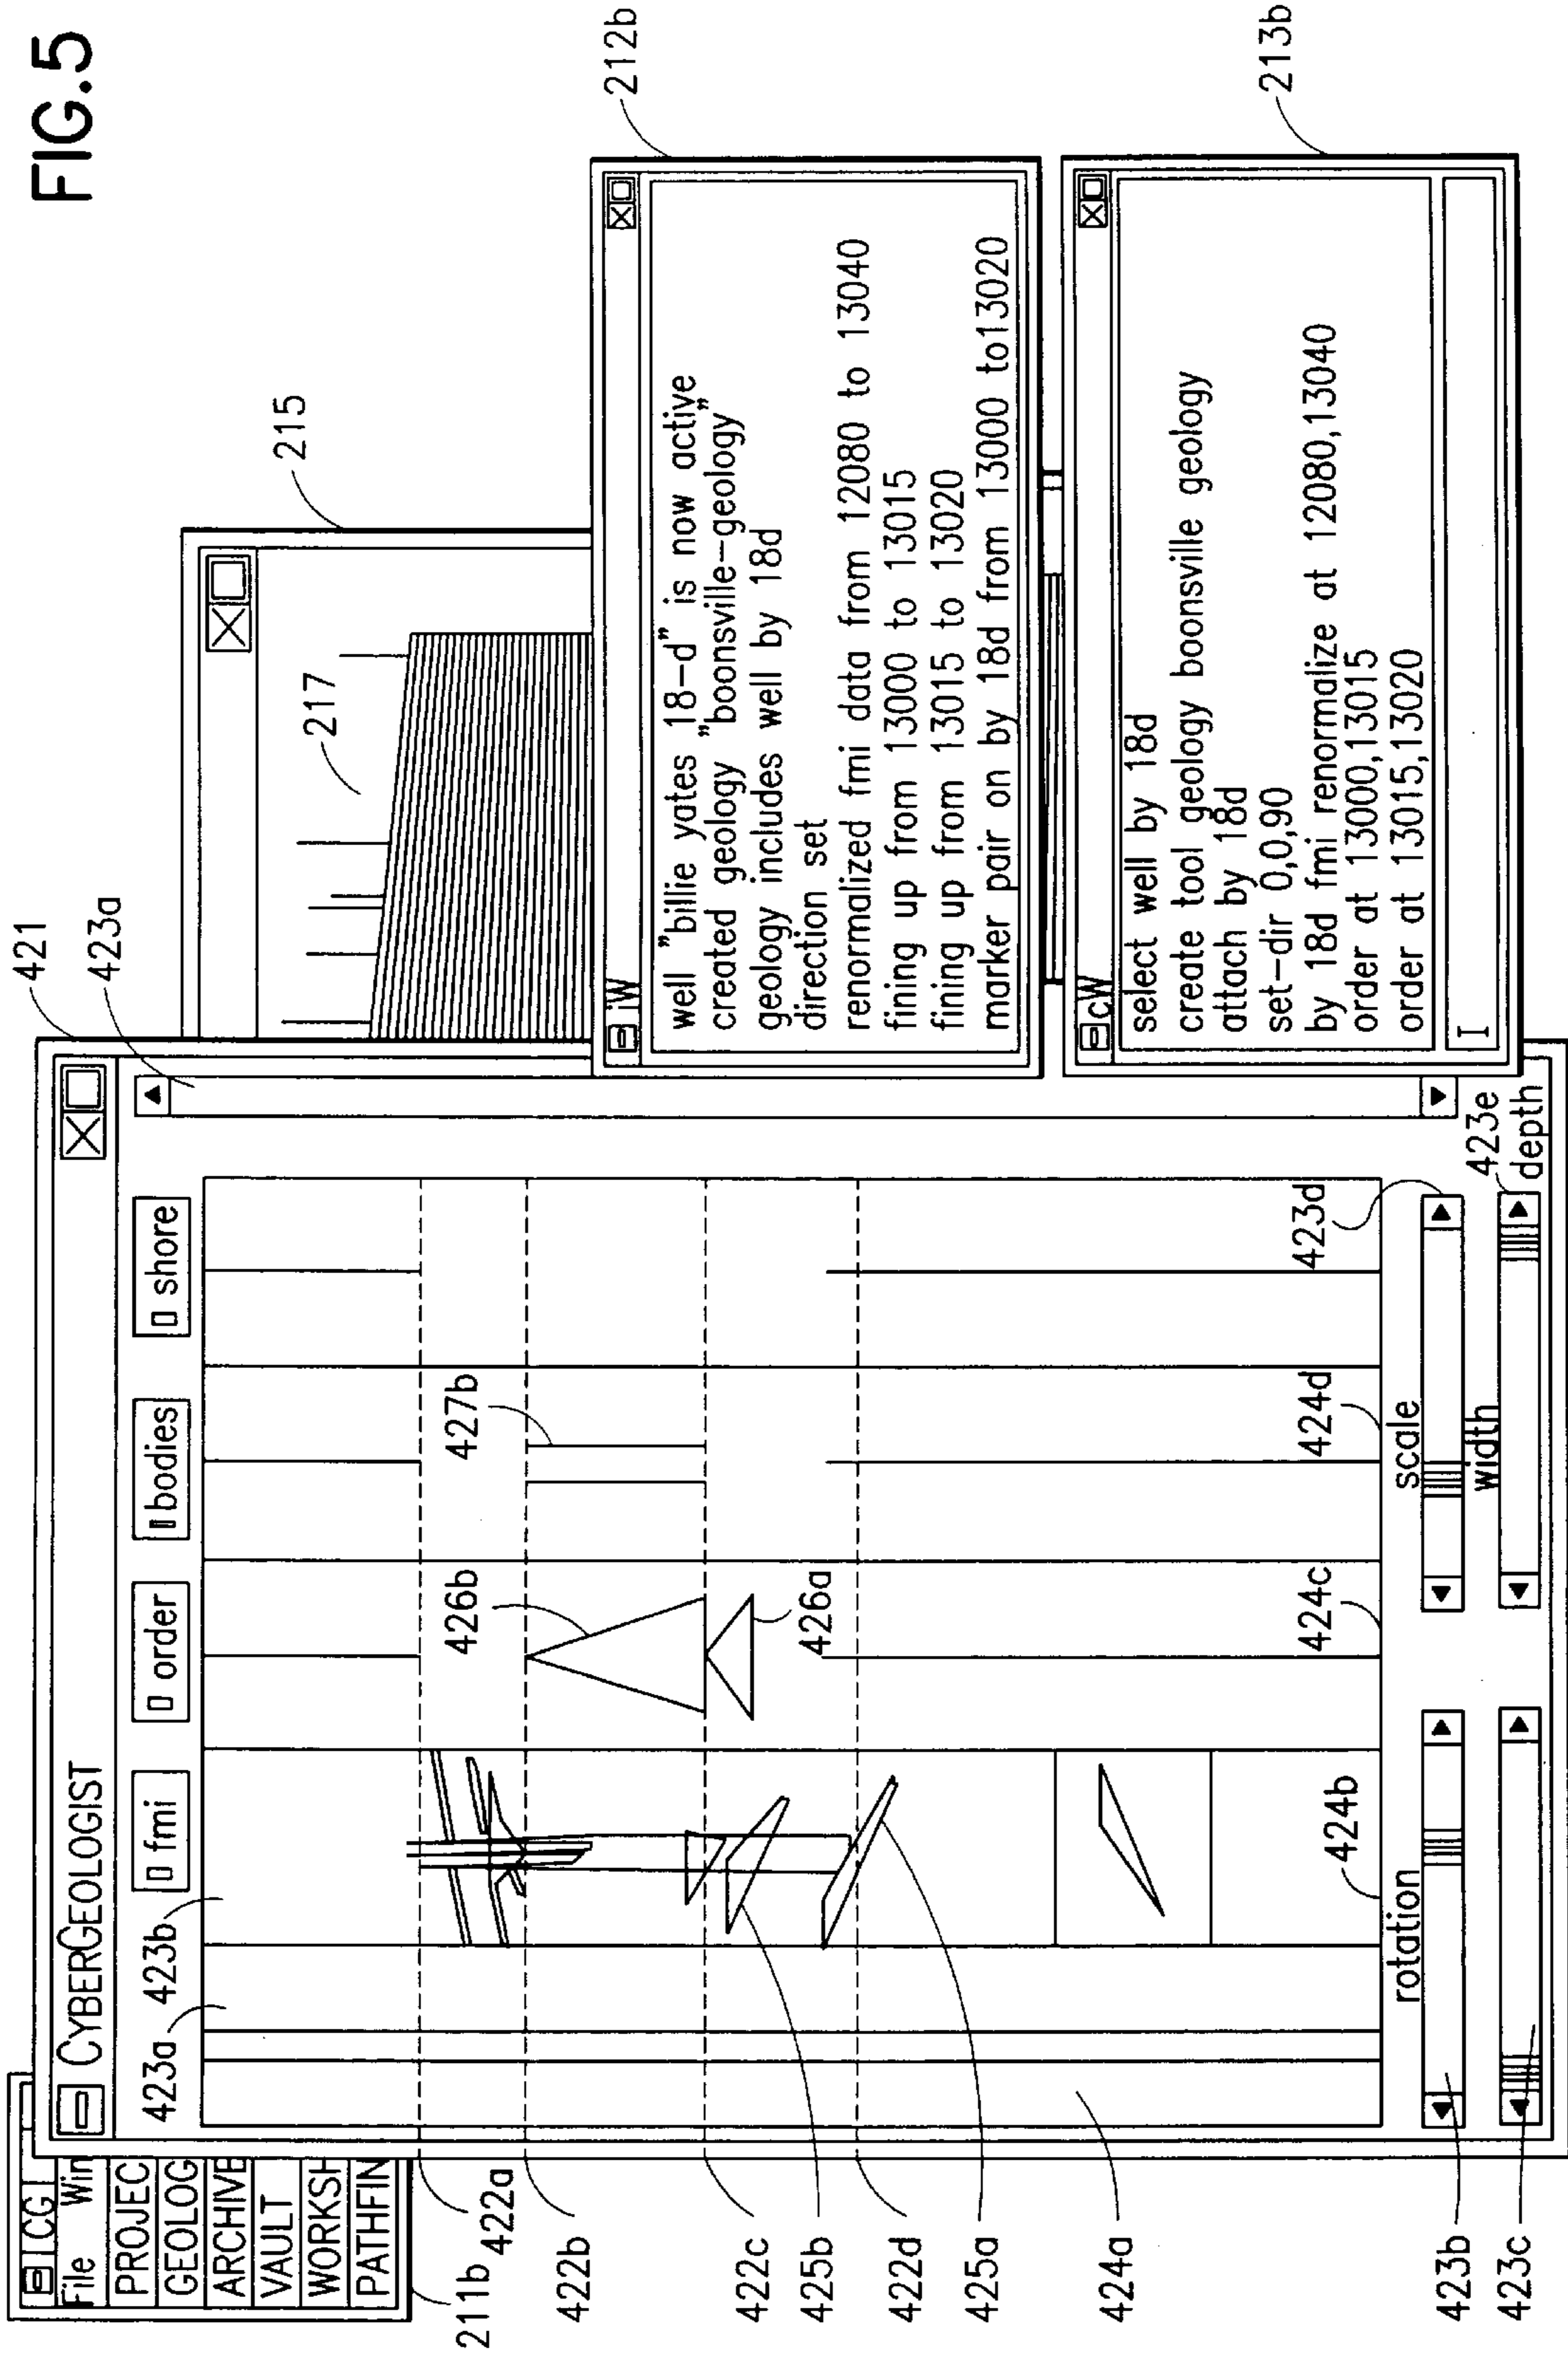 FIG.5
421
423a
215
217
212b
213b
CG
File Win
PROJEC
GEOLOG
ARCHIVE
VAULT
WORKSH
PATHFIN
211b
CYBERGEOLOGIST
423a
423b
fmi
order
bodies
shore
422a
422b
422c
425b
422d
425a
424a
426b
426a
427b
424b
424c
424d
423d
rotation
scale
width
423e
depth
423b
423c
iW
well "billie yates "18-d" is now active
created geology "boonsville-geology"
geology includes well by 18d
direction set
renormalized fmi data from 12080 to 13040
fining up from 13000 to 13015
fining up from 13015 to 13020
marker pair on by 18d from 13000 to13020
cW
select well by 18d
create tool geology boonsville geology
attach by 18d
set-dir 0,0,90
by 18d fmi renormalize at 12080,13040
order at 13000,13015
order at 13015,13020
I